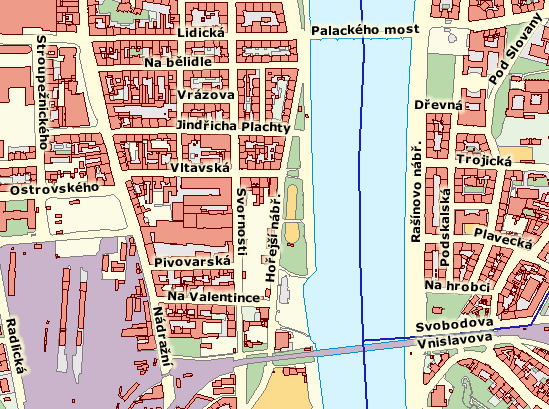 Lidická
Palackého most
Stroupežnického
Na bělidle
Pod Slovany
Vrázova
Dřevná
Jindřicha Plachty
Trojická
Vltavská
Rašínovo nábř.
Ostrovského
Svornosti
Hořejší nábř.
Podskalská
Plavecká
Pivovarská
Na hrobci
Na Valentince
Radlická
Nádražní
Svobodova
Vnislavova